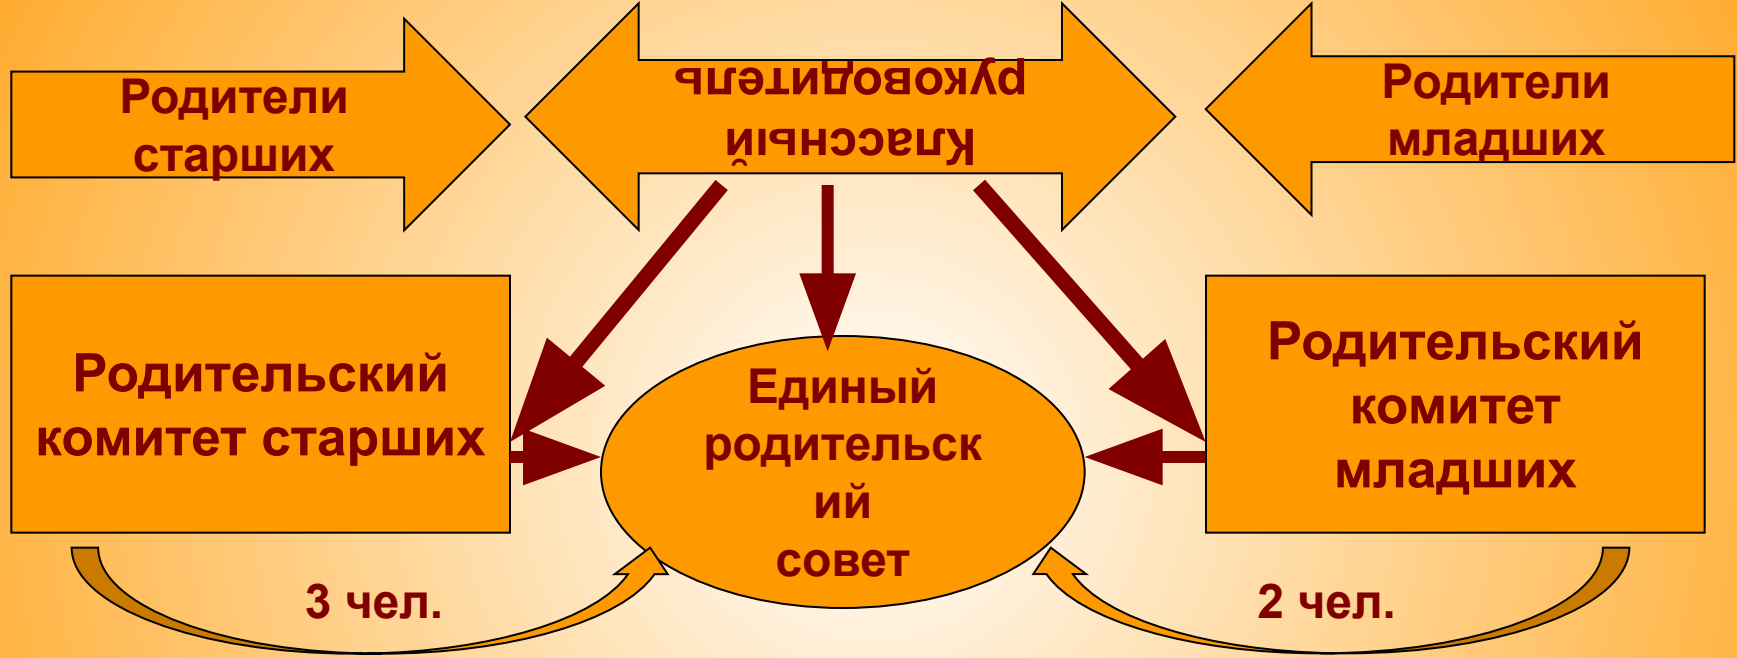 Родители
старших
Классный
руководитель
Родители
младших
Родительский
комитет старших
Единый
родительск
ий
совет
Родительский
комитет
младших
3 чел.
2 чел.